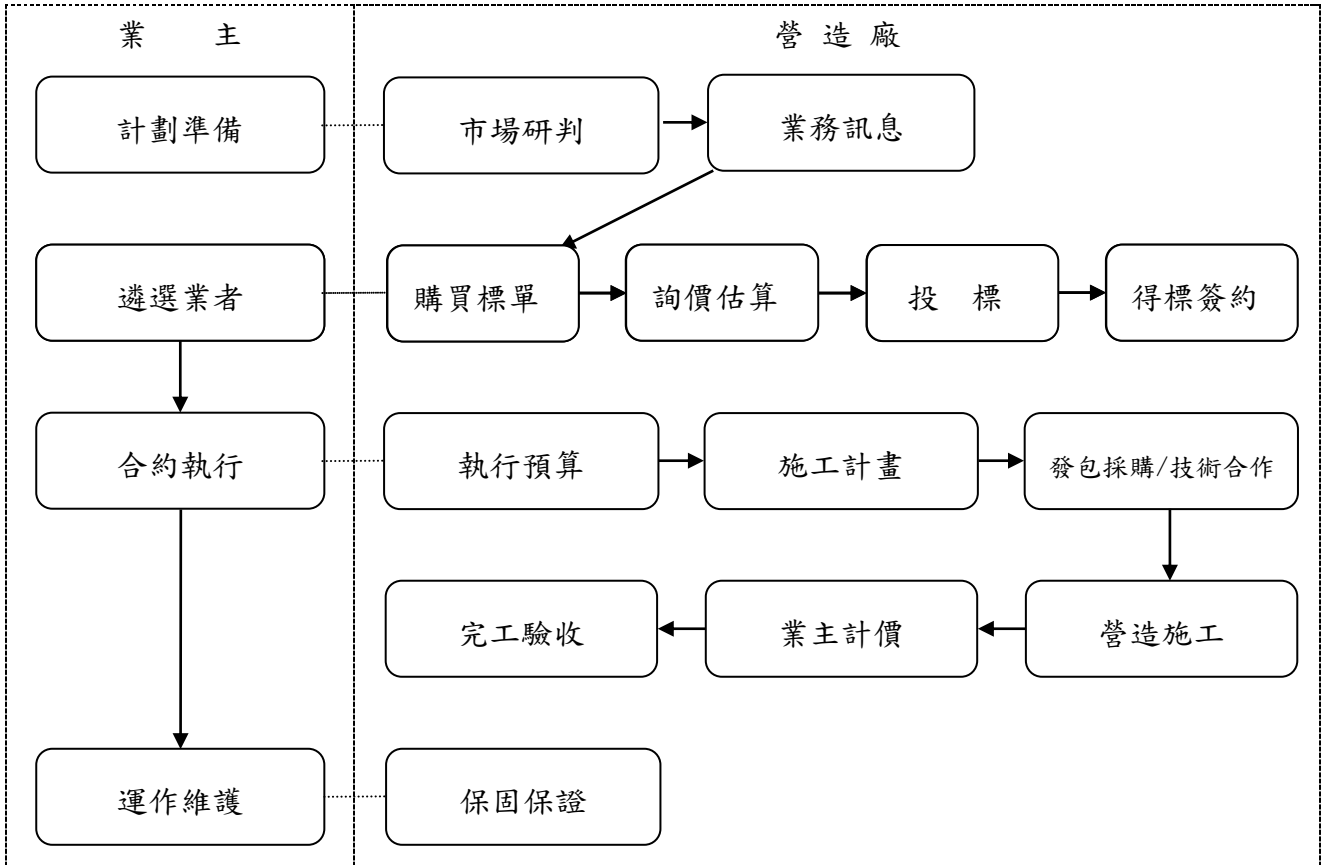 業 主 營 造 廠
計劃準備 市場研判 業務訊息
遴選業者 購買標單 詢價估算 投 標 得標簽約
合約執行 執行預算 施工計畫 發包採購/技術合作
完工驗收 業主計價 營造施工
運作維護 保固保證